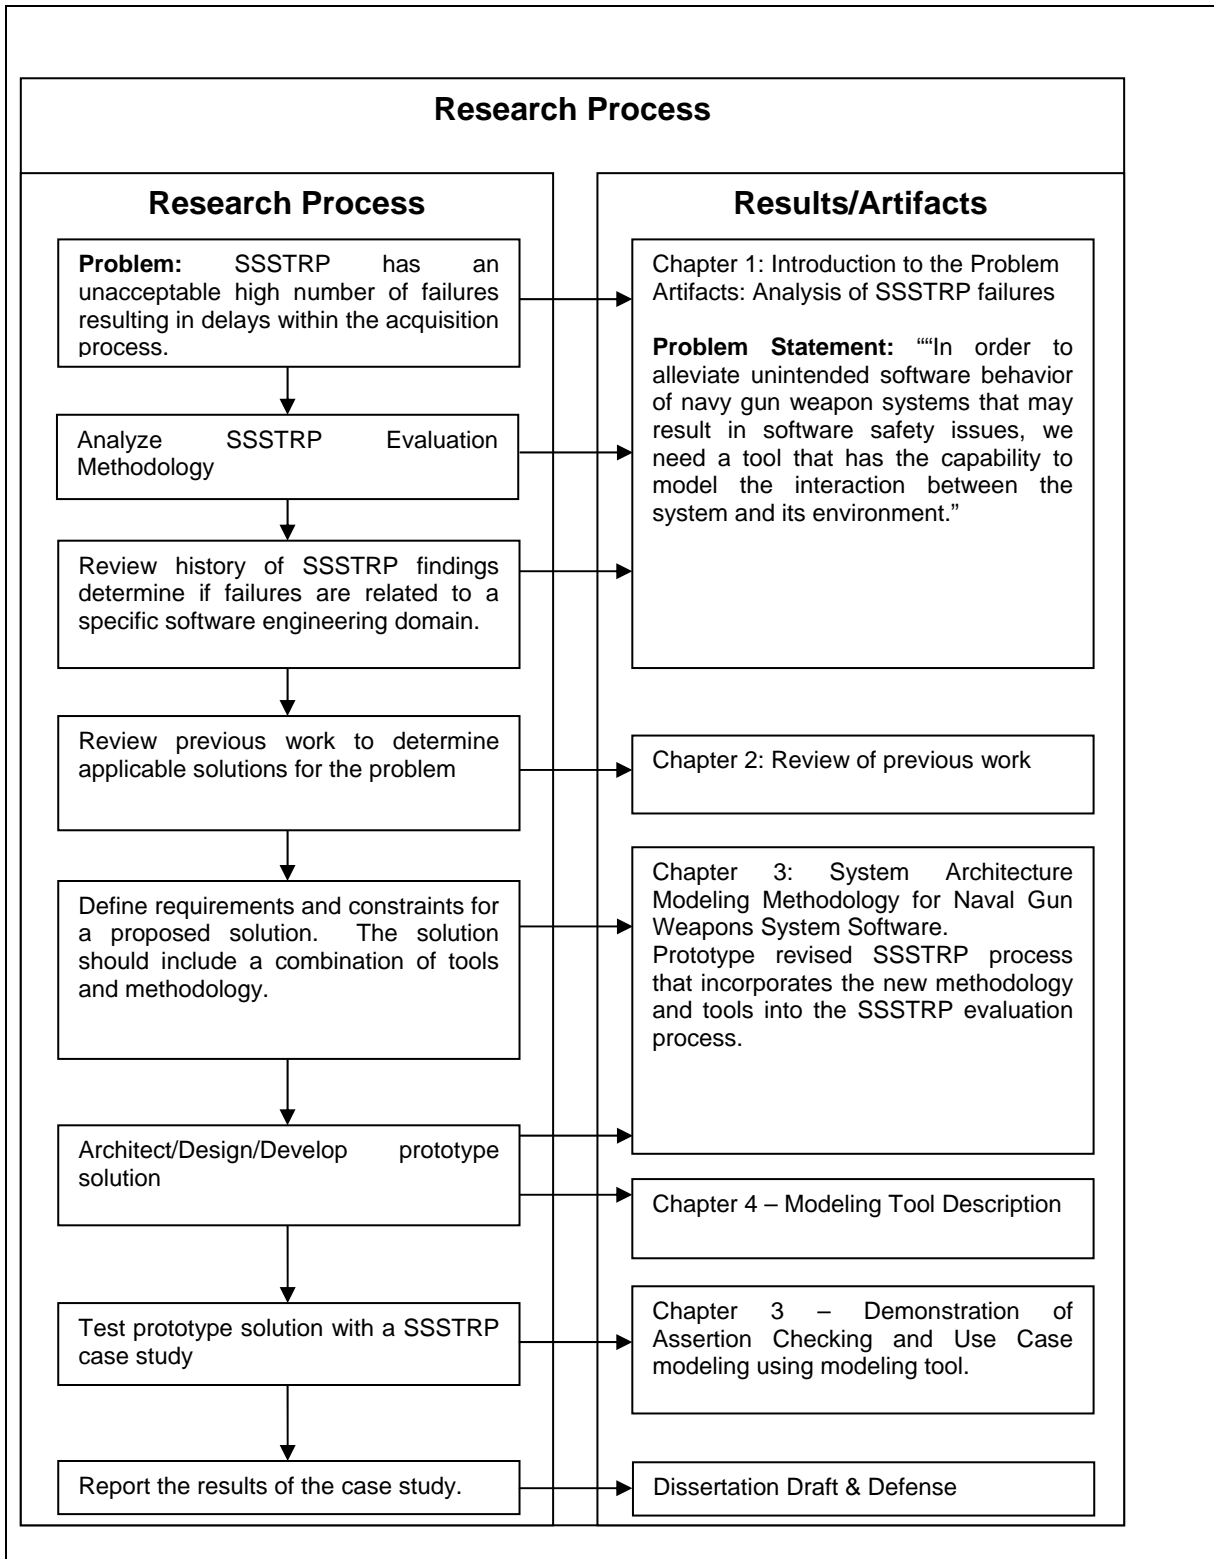 Research Process
Research Process
Problem: SSSTRP has an
unacceptable high number of failures
resulting in delays within the acquisition
process.
Analyze SSSTRP Evaluation
Methodology
Review history of SSSTRP findings
determine if failures are related to a
specific software engineering domain.
Review previous work to determine
applicable solutions for the problem
Define requirements and constraints for
a proposed solution. The solution
should include a combination of tools
and methodology.
Architect/Design/Develop prototype
solution
Test prototype solution with a SSSTRP
case study
Report the results of the case study.
Results/Artifacts
Chapter 1: Introduction to the Problem
Artifacts: Analysis of SSSTRP failures
Problem Statement: ““In order to
alleviate unintended software behavior
of navy gun weapon systems that may
result in software safety issues, we
need a tool that has the capability to
model the interaction between the
system and its environment.”
Chapter 2: Review of previous work
Chapter 3: System Architecture
Modeling Methodology for Naval Gun
Weapons System Software.
Prototype revised SSSTRP process
that incorporates the new methodology
and tools into the SSSTRP evaluation
process.
Chapter 4 – Modeling Tool Description
Chapter 3 – Demonstration of
Assertion Checking and Use Case
modeling using modeling tool.
Dissertation Draft & Defense